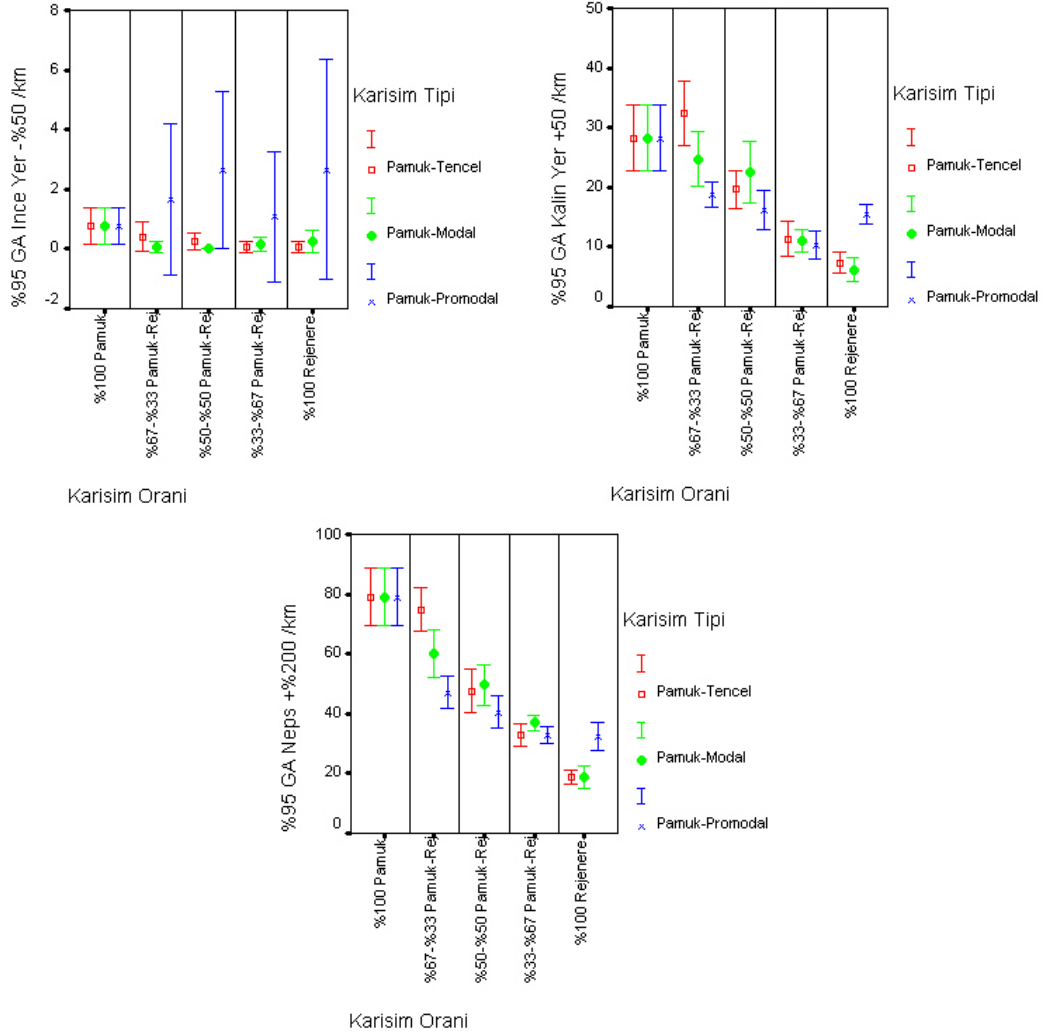 %95 GA Ince Yer -%50 /km
8
6
4
2
0
-2
%100 Pamuk
%67-%33 Pamuk-Rej
%50-%50 Pamuk-Rej
%33-%67 Pamuk-Rej
%100 Rejenere
Karisim Orani
Karisim Tipi
Pamuk-Tencel
Pamuk-Modal
Pamuk-Promodal
%95 GA Kalin Yer +50 /km
50
40
30
20
10
0
%100 Pamuk
%67-%33 Pamuk-Rej
%50-%50 Pamuk-Rej
%33-%67 Pamuk-Rej
%100 Rejenere
Karisim Orani
Karisim Tipi
Pamuk-Tencel
Pamuk-Modal
Pamuk-Promodal
%95 GA Neps +%200 /km
100
80
60
40
20
0
%100 Pamuk
%67-%33 Pamuk-Rej
%50-%50 Pamuk-Rej
%33-%67 Pamuk-Rej
%100 Rejenere
Karisim Orani
Karisim Tipi
Pamuk-Tencel
Pamuk-Modal
Pamuk-Promodal